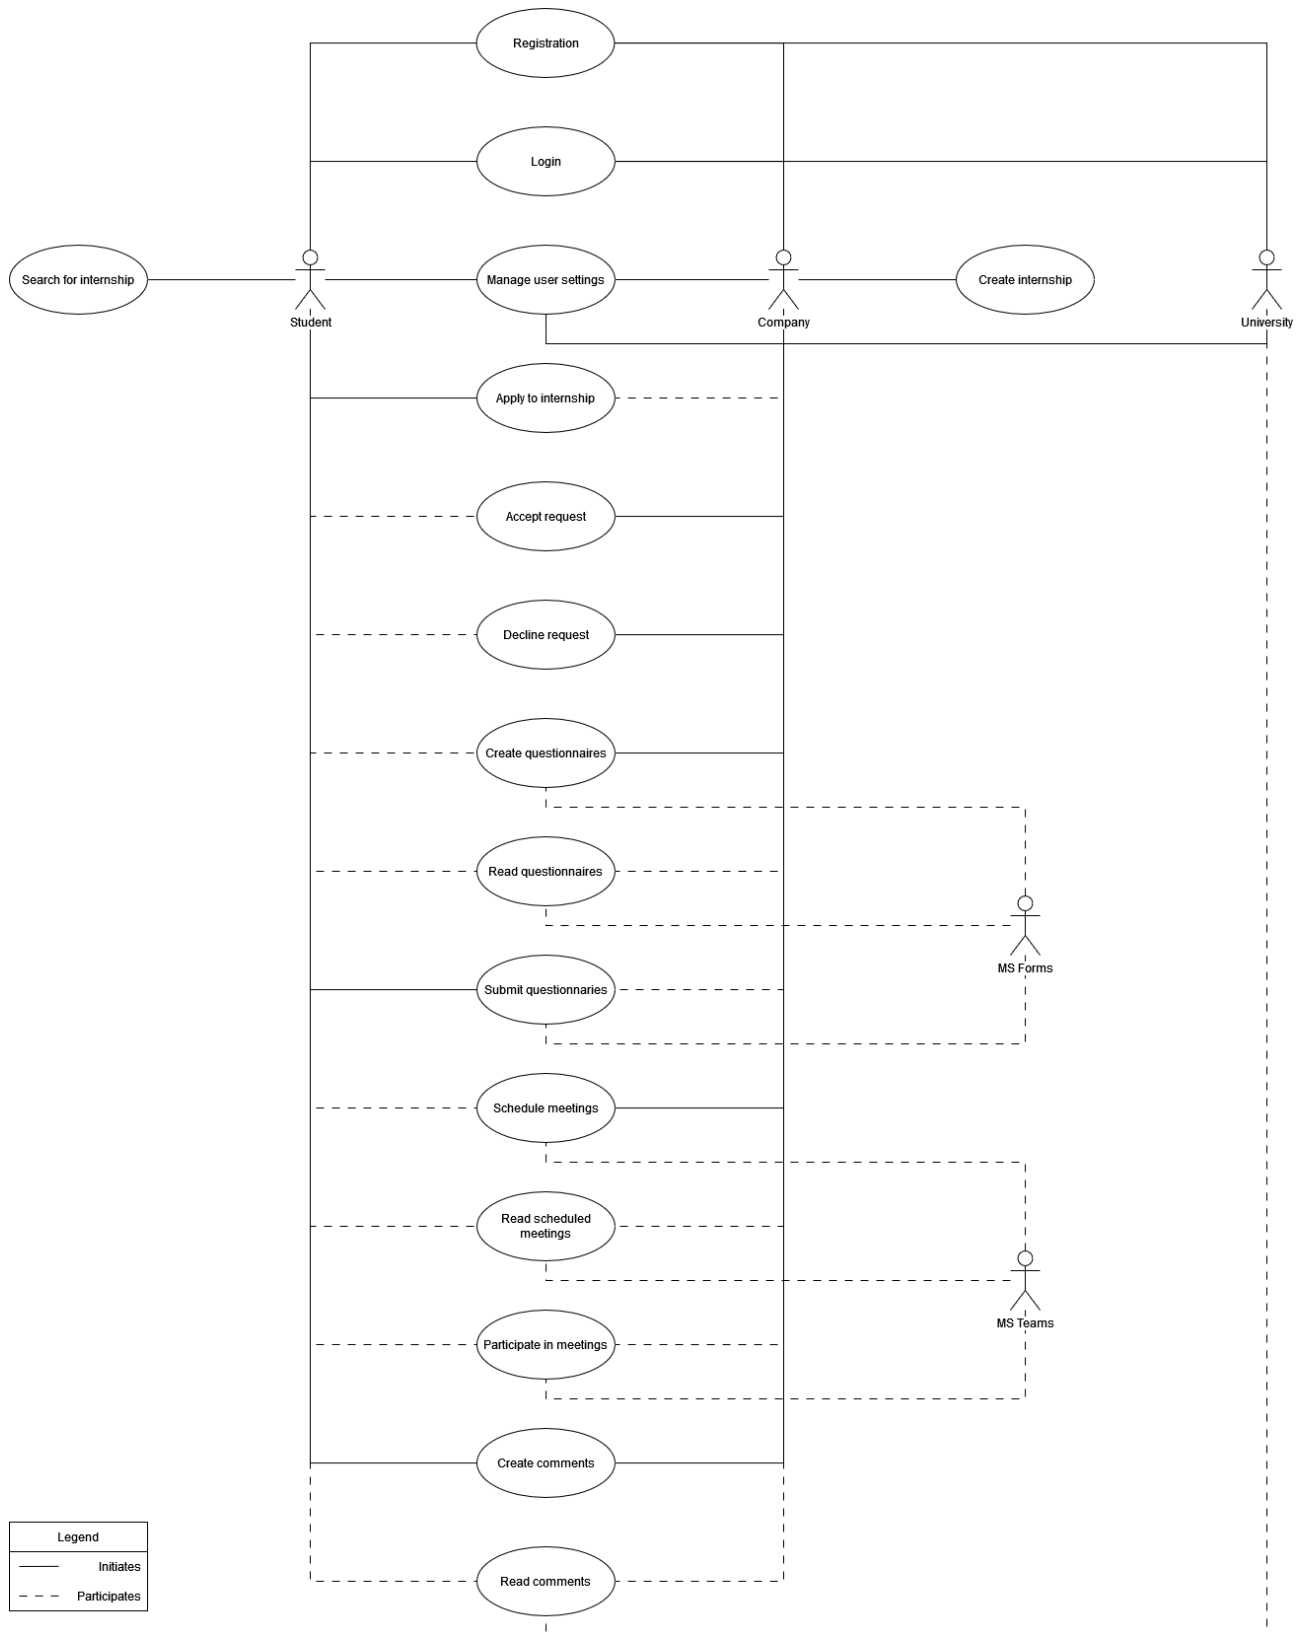 Registration
Login
Search for internship
Manage user settings
Create internship
Student
Company
University
Apply to internship
Accept request
Decline request
Create questionnaires
Read questionnaires
MS Forms
Submit questionnaries
Schedule meetings
Read scheduled
meetings
MS Teams
Participate in meetings
Create comments
Legend
Initiates
Participates
Read comments